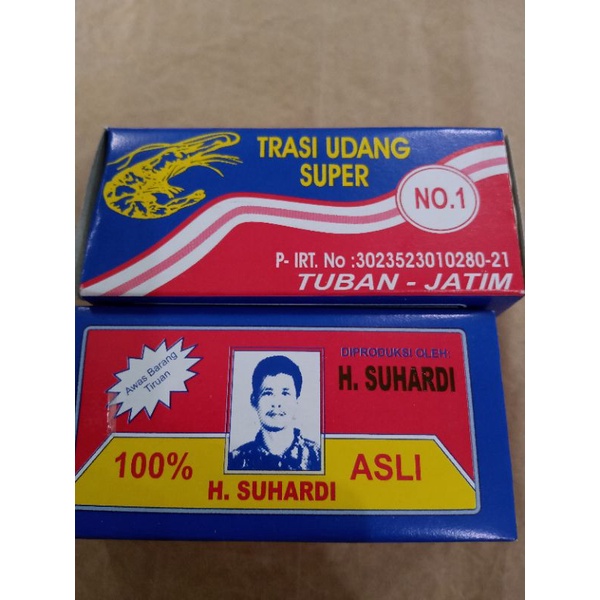 TRASI UDANG
SUPER
NO.1
P- IRT. No :3023523010280-21
TUBAN - JATIM
Awas Barang
Tiruan
DIPRODUKSI OLEH:
H. SUHARDI
100%
ASLI
H. SUHARDI